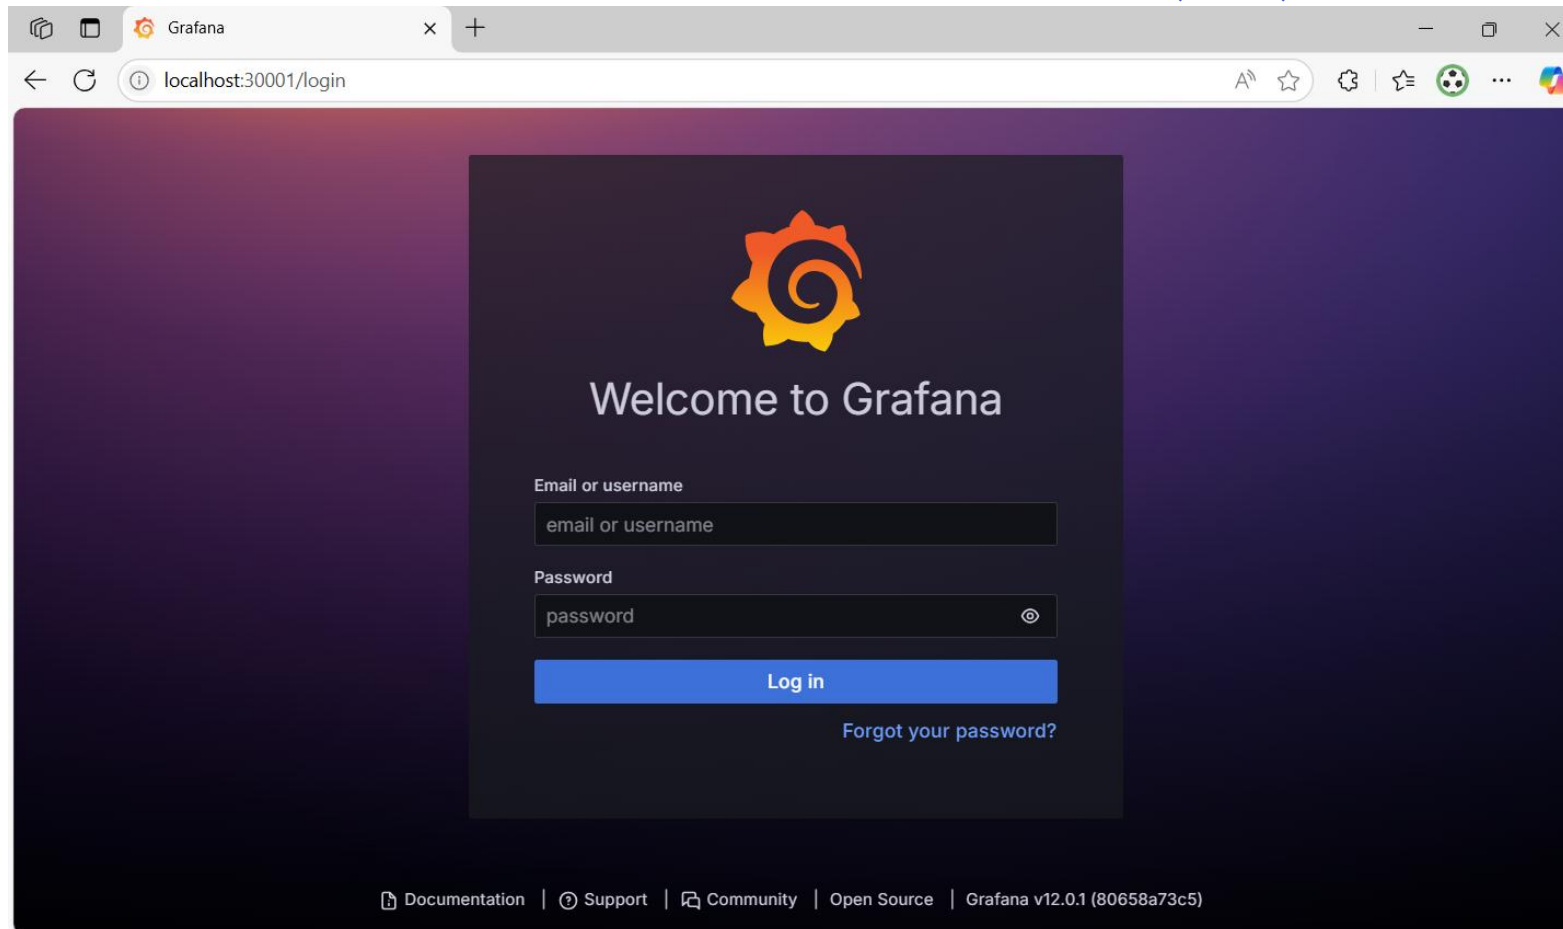 Grafana
localhost:30001/login
Welcome to Grafana
Email or username
email or username
Password
password
Log in
Forgot your password?
Documentation | Support | Community | Open Source | Grafana v12.0.1 (80658a73c5)